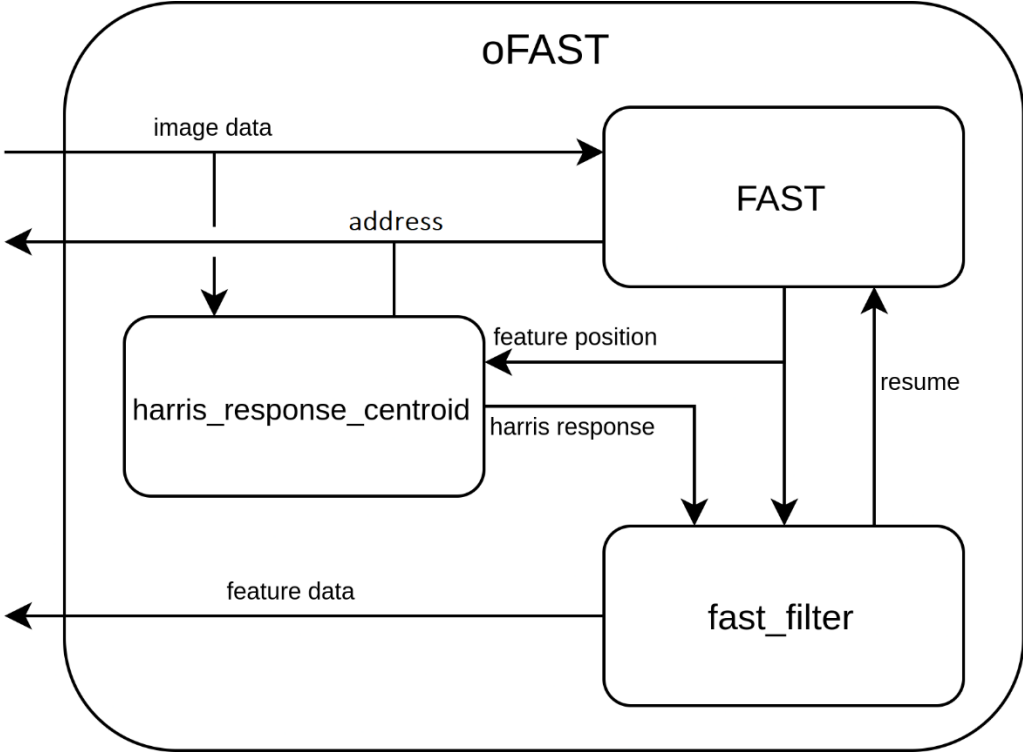 oFAST
image data
FAST
address
feature position
resume
harris_response_centroid
harris response
feature data
fast_filter